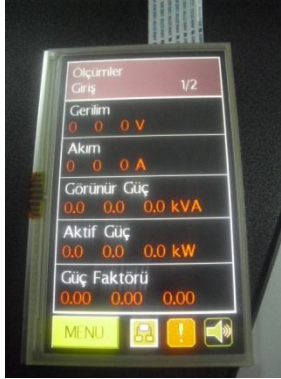 Ölçümler
Giriş 1/2
Gerilim
0 0 0 V
Akım
0 0 0 A
Görünür Güç
0.0 0.0 0.0 kVA
Aktif Güç
0.0 0.0 0.0 kW
Güç Faktörü
0.00 0.00 0.00
MENU !